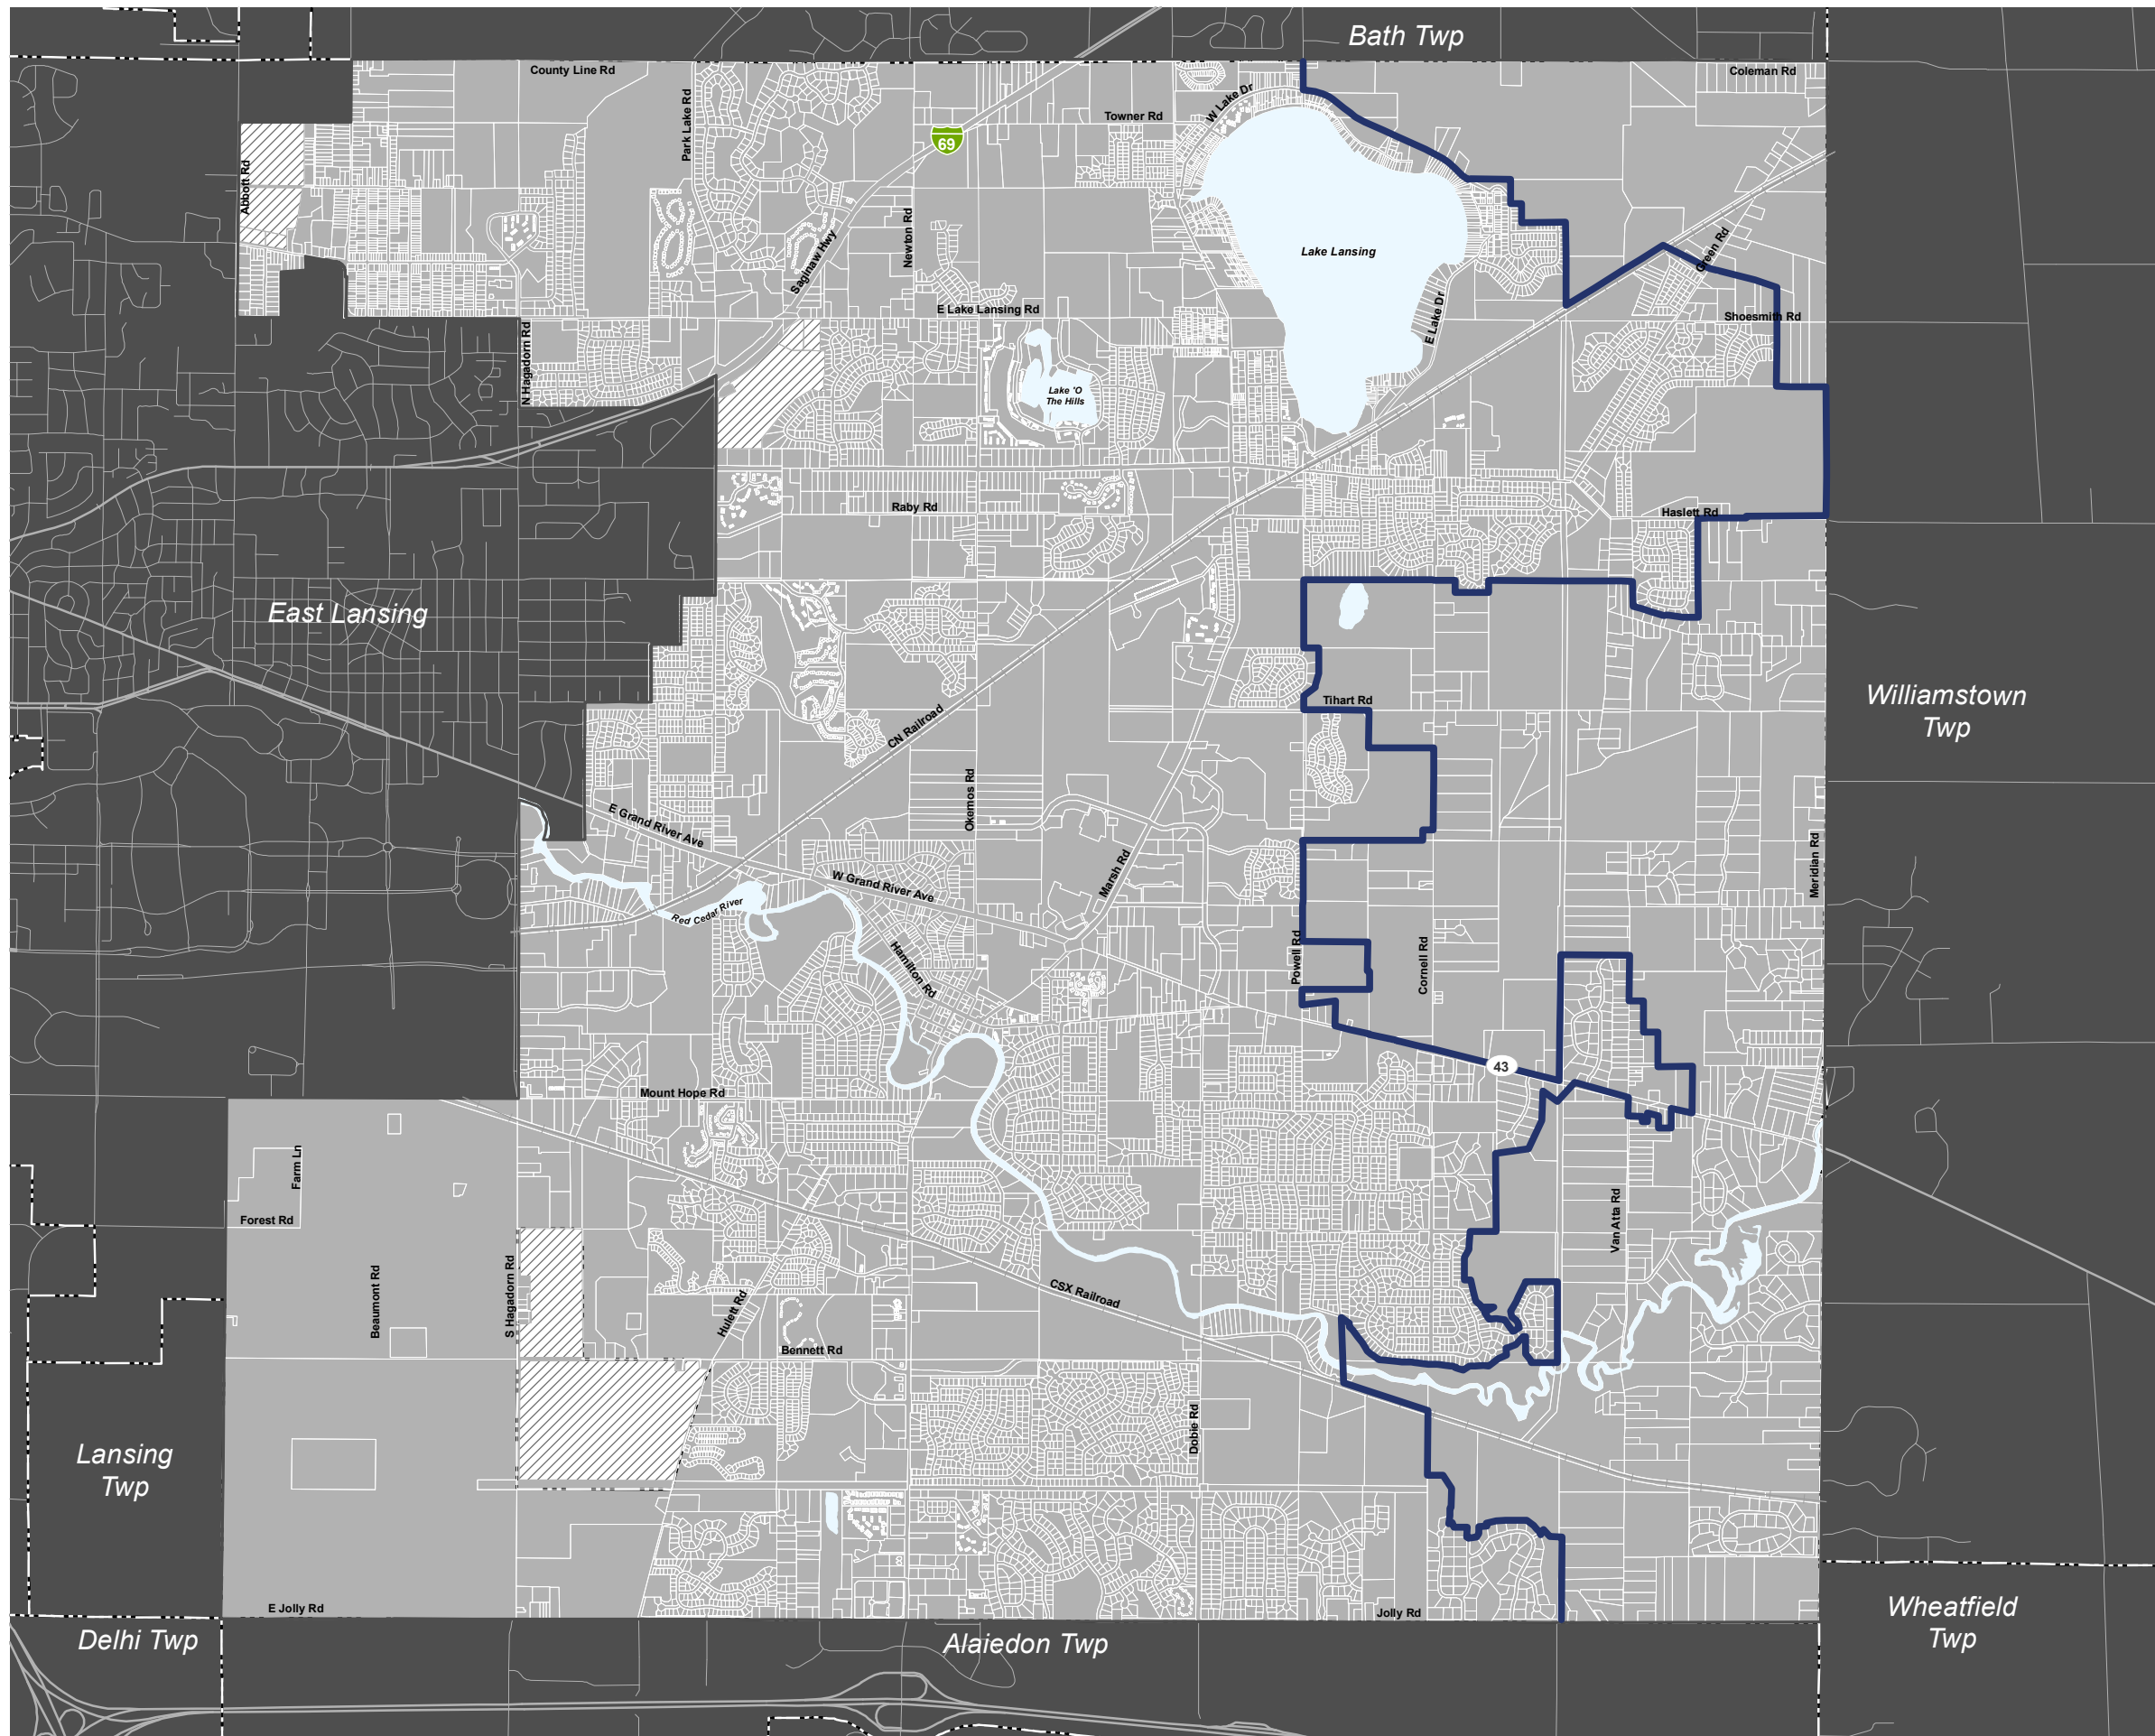 Bath Twp
County Line Rd
Coleman Rd
Park Lake Rd
W Lake Dr
Towner Rd
69
Abbott Rd
Newton Rd
Saginaw Hwy
Lake Lansing
Green Rd
E Lake Lansing Rd
E Lake Dr
Shoesmith Rd
N Hagadorn Rd
Lake 'O
The Hills
Raby Rd
Haslett Rd
East Lansing
Williamstown
Twp
Tihart Rd
CN Railroad
Okemos Rd
E Grand River Ave
W Grand River Ave
Marsh Rd
Meridian Rd
Red Cedar River
Hamilton Rd
Powell Rd
Cornell Rd
43
Mount Hope Rd
Farm Ln
Forest Rd
Van Atta Rd
Beaumont Rd
S Hagadorn Rd
Hulett Rd
CSX Railroad
Bennett Rd
Dobie Rd
Lansing
Twp
E Jolly Rd
Jolly Rd
Wheatfield
Twp
Delhi Twp
Alaiedon Twp